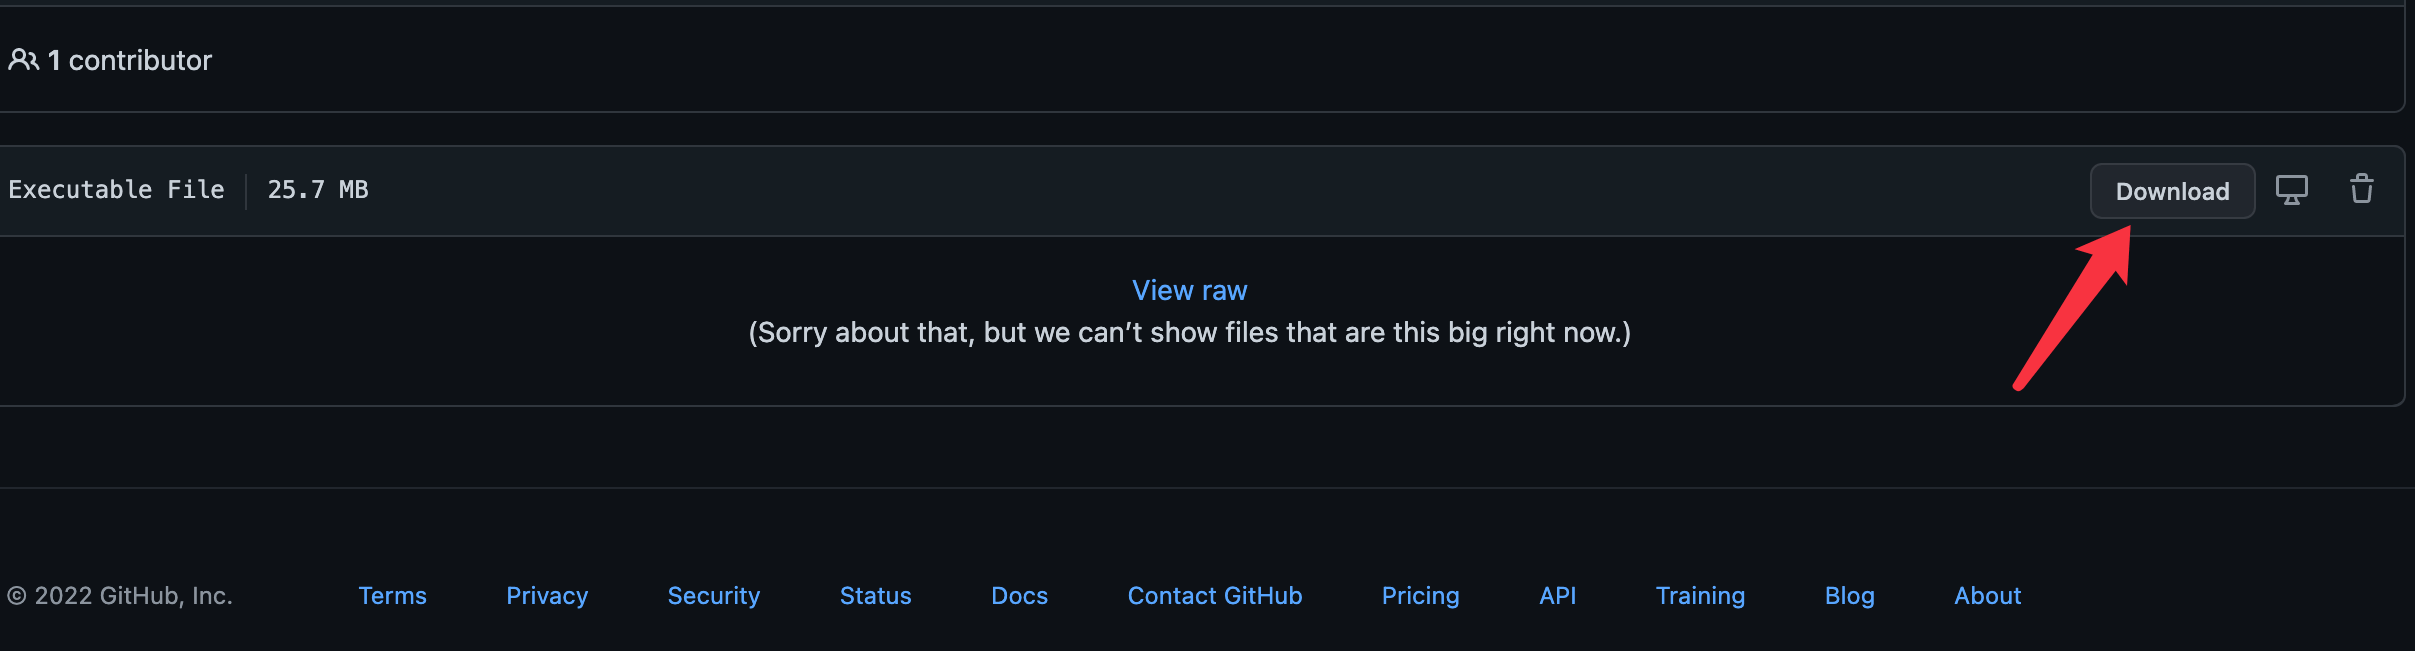 1 contributor
Executable File 25.7 MB Download
View raw
(Sorry about that, but we can’t show files that are this big right now.)
© 2022 GitHub, Inc. Terms Privacy Security Status Docs Contact GitHub Pricing API Training Blog About